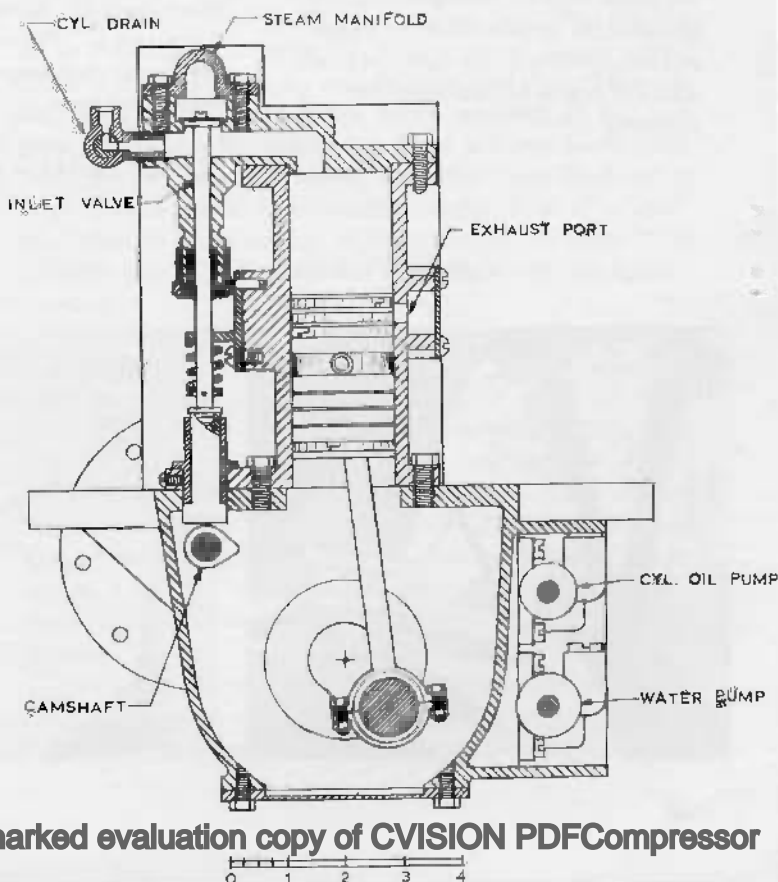 CYL DRAIN
STEAM MANIFOLD
INLET VALVE
EXHAUST PORT
CYL. OIL PUMP
CAMSHAFT
WATER PUMP
marked evaluation copy of CVISION PDFCompressor
0 1 2 3 4